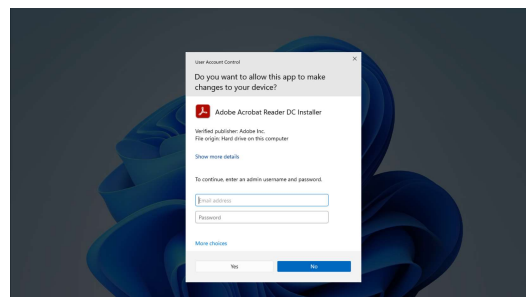 User Account Control
Do you want to allow this app to make
changes to your device?
Adobe Acrobat Reader DC Installer
Verified publisher: Adobe Inc.
File origin: Hard drive on this computer
Show more details
To continue, enter an admin username and password.
Email address
Password
More choices
Yes
No